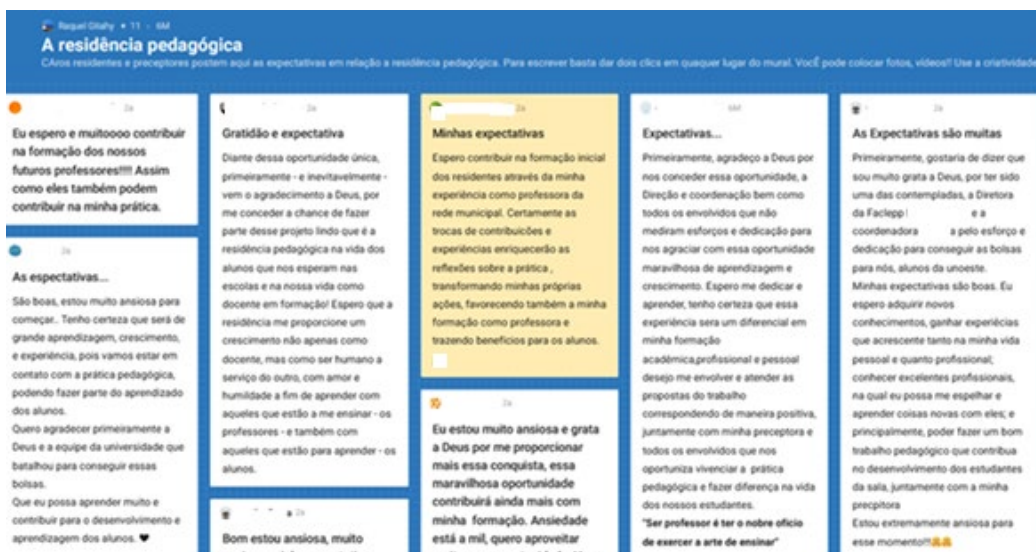 Raquel Gitahy • 11 - 6M
A residência pedagógica
CAros residentes e preceptores postem aqui as expectativas em relação a residência pedagógica. Para escrever basta dar dois clics em quaquer lugar do mural. VocÊ pode colocar fotos, vídeos!! Use a criatividade
2a
Eu espero e muitoooo contribuir
na formação dos nossos
futuros professores!!!! Assim
como eles também podem
contribuir na minha prática.
2a
As espectativas...
São boas, estou muito ansiosa para
começar.. Tenho certeza que será de
grande aprendizagem, crescimento,
e experiência, pois vamos estar em
contato com a prática pedagógica,
podendo fazer parte do aprendizado
dos alunos.
Quero agradecer primeiramente a
Deus e a equipe da universidade que
batalhou para conseguir essas
bolsas.
Que eu possa aprender muito e
contribuir para o desenvolvimento e
aprendizagem dos alunos. ♥
2a
Gratidão e expectativa
Diante dessa oportunidade única,
primeiramente - e inevitavelmente -
vem o agradecimento a Deus, por
me conceder a chance de fazer
parte desse projeto lindo que é a
residência pedagógica na vida dos
alunos que nos esperam nas
escolas e na nossa vida como
docente em formação! Espero que a
residência me proporcione um
crescimento não apenas como
docente, mas como ser humano a
serviço do outro, com amor e
humildade a fim de aprender com
aqueles que estão a me ensinar - os
professores - e também com
aqueles que estão para aprender - os
alunos.
2a
Bom estou ansiosa, muito
2a
Minhas expectativas
Espero contribuir na formação inicial
dos residentes através da minha
experiência como professora da
rede municipal. Certamente as
trocas de contribuicões e
experiências enriquecerão as
reflexões sobre a prática ,
transformando minhas próprias
ações, favorecendo também a minha
formação como professora e
trazendo benefícios para os alunos.
2a
Eu estou muito ansiosa e grata
a Deus por me proporcionar
mais essa conquista, essa
maravilhosa oportunidade
contribuirá ainda mais com
minha formação. Ansiedade
está a mil, quero aproveitar
6M
Expectativas...
Primeiramente, agradeço a Deus por
nos conceder essa oportunidade, a
Direção e coordenação bem como
todos os envolvidos que não
mediram esforços e dedicação para
nos agraciar com essa oportunidade
maravilhosa de aprendizagem e
crescimento. Espero me dedicar e
aprender, tenho certeza que essa
experiência sera um diferencial em
minha formação
acadêmica,profissional e pessoal
desejo me envolver e atender as
propostas do trabalho
correspondendo de maneira positiva,
juntamente com minha preceptora e
todos os envolvidos que nos
oportuniza vivenciar a prática
pedagógica e fazer diferença na vida
dos nossos estudantes.
"Ser professor é ter o nobre ofício
de exercer a arte de ensinar"
2a
As Expectativas são muitas
Primeiramente, gostaria de dizer que
sou muito grata a Deus, por ter sido
uma das contempladas, a Diretora
da Faclepp e a
coordenadora a pelo esforço e
dedicação para conseguir as bolsas
para nós, alunos da unoeste.
Minhas expectativas são boas. Eu
espero adquirir novos
conhecimentos, ganhar experiêcias
que acrescente tanto na minha vida
pessoal e quanto profissional;
conhecer excelentes profissionais,
na qual eu possa me espelhar e
aprender coisas novas com eles; e
principalmente, poder fazer um bom
trabalho pedagógico que contribua
no desenvolvimento dos estudantes
da sala, juntamente com a minha
precpitora
Estou extremamente ansiosa para
esse momento!!!